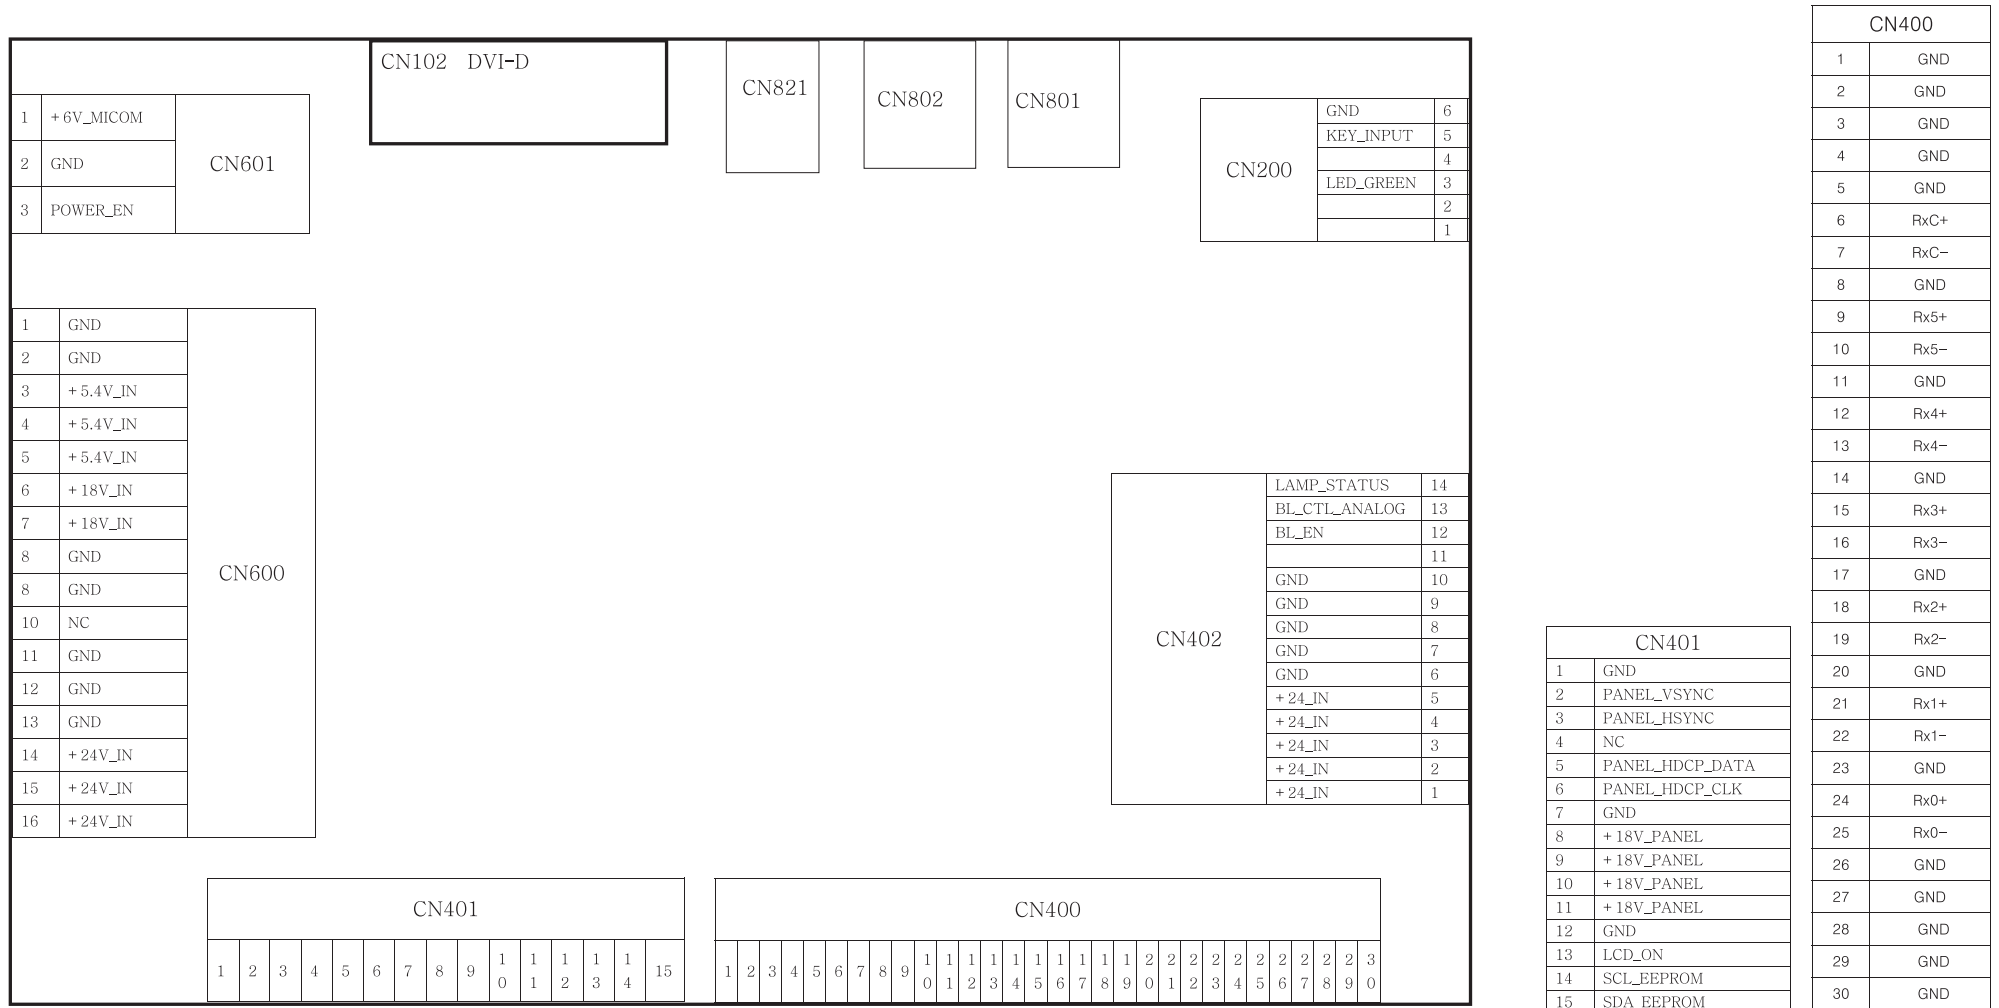 CN102 DVI-D
CN821
CN802
CN801
1 +6V_MICOM
2 GND
3 POWER_EN
CN601
CN200
GND 6
KEY_INPUT 5
4
LED_GREEN 3
2
1
1 GND
2 GND
3 +5.4V_IN
4 +5.4V_IN
5 +5.4V_IN
6 +18V_IN
7 +18V_IN
8 GND
8 GND
10 NC
11 GND
12 GND
13 GND
14 +24V_IN
15 +24V_IN
16 +24V_IN
CN600
CN402
LAMP_STATUS 14
BL_CTL_ANALOG 13
BL_EN 12
11
GND 10
GND 9
GND 8
GND 7
GND 6
+24_IN 5
+24_IN 4
+24_IN 3
+24_IN 2
+24_IN 1
CN401
1 2 3 4 5 6 7 8 9 10 11 12 13 14 15
CN400
1 2 3 4 5 6 7 8 9 10 11 12 13 14 15 16 17 18 19 20 21 22 23 24 25 26 27 28 29 30
CN401
1 GND
2 PANEL_VSYNC
3 PANEL_HSYNC
4 NC
5 PANEL_HDCP_DATA
6 PANEL_HDCP_CLK
7 GND
8 +18V_PANEL
9 +18V_PANEL
10 +18V_PANEL
11 +18V_PANEL
12 GND
13 LCD_ON
14 SCL_EEPROM
15 SDA_EEPROM
CN400
1 GND
2 GND
3 GND
4 GND
5 GND
6 RxC+
7 RxC-
8 GND
9 Rx5+
10 Rx5-
11 GND
12 Rx4+
13 Rx4-
14 GND
15 Rx3+
16 Rx3-
17 GND
18 Rx2+
19 Rx2-
20 GND
21 Rx1+
22 Rx1-
23 GND
24 Rx0+
25 Rx0-
26 GND
27 GND
28 GND
29 GND
30 GND